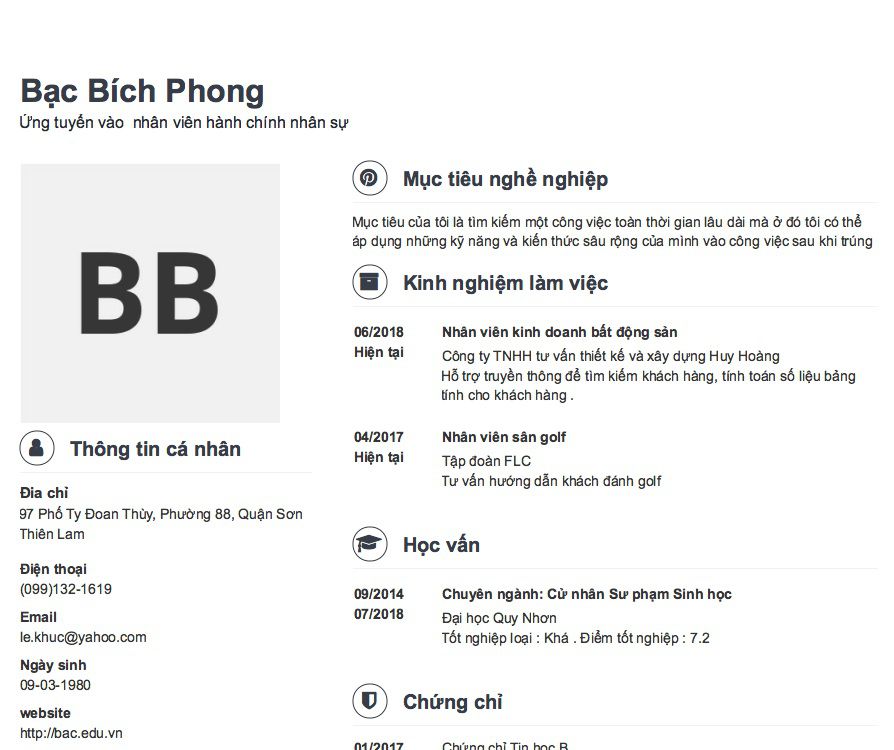 Bạc Bích Phong
Ứng tuyển vào  nhân viên hành chính nhân sự
BB
Thông tin cá nhân
Đia chỉ
97 Phố Ty Đoan Thùy, Phường 88, Quận Sơn
Thiên Lam
Điện thoại
(099)132-1619
Email
le.khuc@yahoo.com
Ngày sinh
09-03-1980
website
http://bac.edu.vn
Mục tiêu nghề nghiệp
Mục tiêu của tôi là tìm kiếm một công việc toàn thời gian lâu dài mà ở đó tôi có thể
áp dụng những kỹ năng và kiến thức sâu rộng của mình vào công việc sau khi trúng
Kinh nghiệm làm việc
06/2018
Hiện tại
Nhân viên kinh doanh bất động sản
Công ty TNHH tư vấn thiết kế và xây dựng Huy Hoàng
Hỗ trợ truyền thông để tìm kiếm khách hàng, tính toán số liệu bảng
tính cho khách hàng .
04/2017
Hiện tại
Nhân viên sân golf
Tập đoàn FLC
Tư vấn hướng dẫn khách đánh golf
Học vấn
09/2014
07/2018
Chuyên ngành: Cử nhân Sư phạm Sinh học
Đại học Quy Nhơn
Tốt nghiệp loại : Khá . Điểm tốt nghiệp : 7.2
Chứng chỉ
01/2017
Chứng chỉ Tin học B